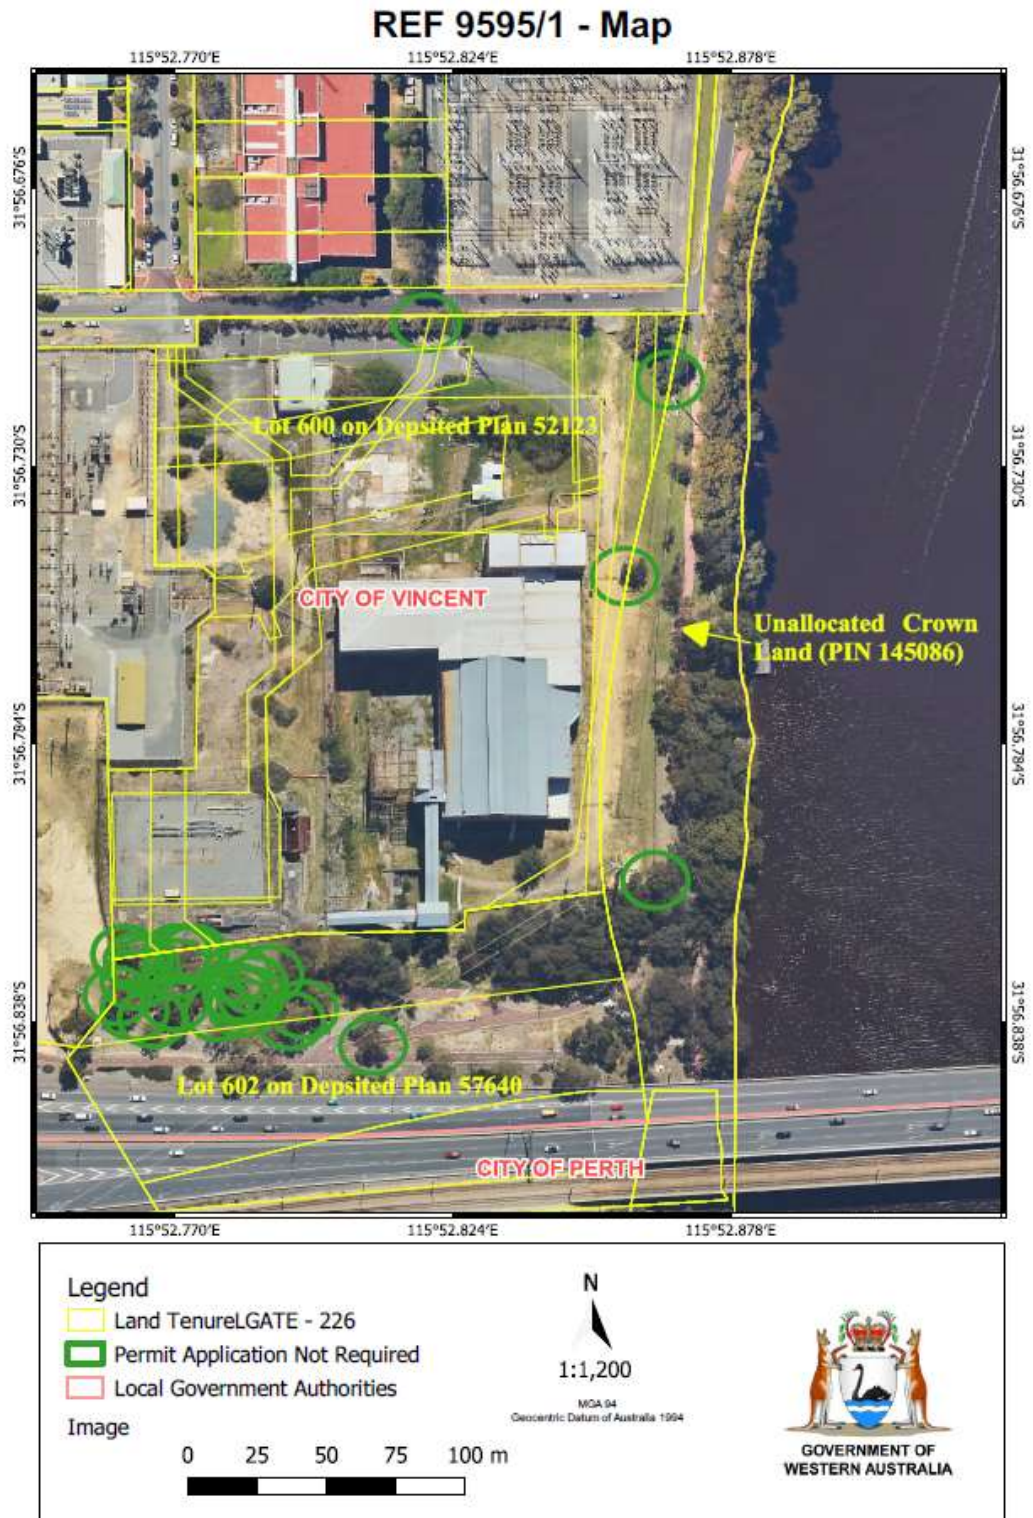 REF 9595/1 - Map
115°52.770'E 115°52.824'E 115°52.878'E
31°56.676'S 31°56.676'S
Lot 600 on Depsited Plan 52123
31°56.730'S 31°56.730'S
CITY OF VINCENT
Unallocated Crown
Land (PIN 145086)
31°56.784'S 31°56.784'S
31°56.838'S 31°56.838'S
Lot 602 on Depsited Plan 57640
CITY OF PERTH
115°52.770'E 115°52.824'E 115°52.878'E
Legend
Land TenureLGATE - 226
Permit Application Not Required
Local Government Authorities
Image
0 25 50 75 100 m
N
1:1,200
MGA 94
Geocentric Datum of Australia 1994
GOVERNMENT OF
WESTERN AUSTRALIA